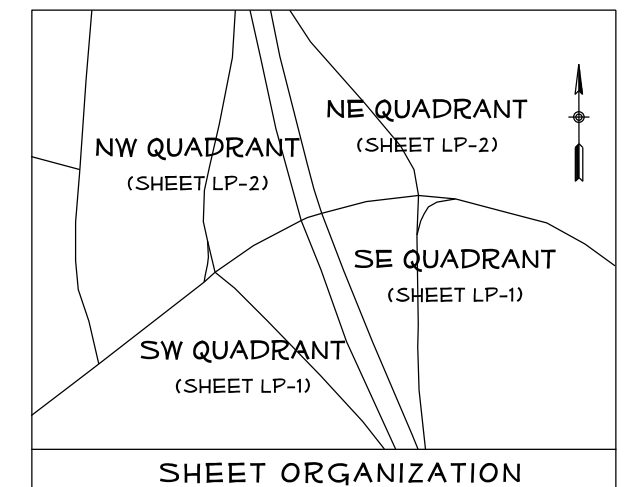 NE QUADRANT
(SHEET LP-2)
NW QUADRANT
(SHEET LP-2)
SE QUADRANT
(SHEET LP-1)
SW QUADRANT
(SHEET LP-1)
SHEET ORGANIZATION